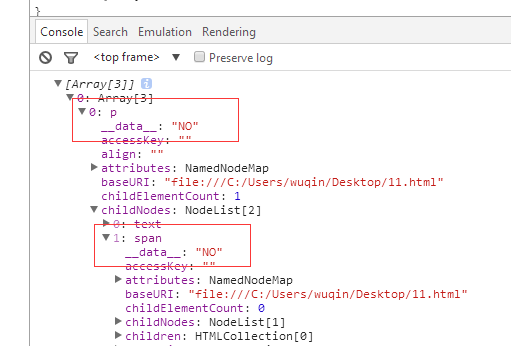 }
Console Search Emulation Rendering
<top frame> ▼ Preserve log
▼ [Array[3]] i
▼ 0: Array[3]
▼ 0: p
__data__: "NO"
accessKey: ""
align: ""
▶ attributes: NamedNodeMap
baseURI: "file:///C:/Users/wuqin/Desktop/11.html"
childElementCount: 1
▼ childNodes: NodeList[2]
▶ 0: text
▼ 1: span
__data__: "NO"
accessKey: ""
▶ attributes: NamedNodeMap
baseURI: "file:///C:/Users/wuqin/Desktop/11.html"
childElementCount: 0
▶ childNodes: NodeList[1]
▶ children: HTMLCollection[0]